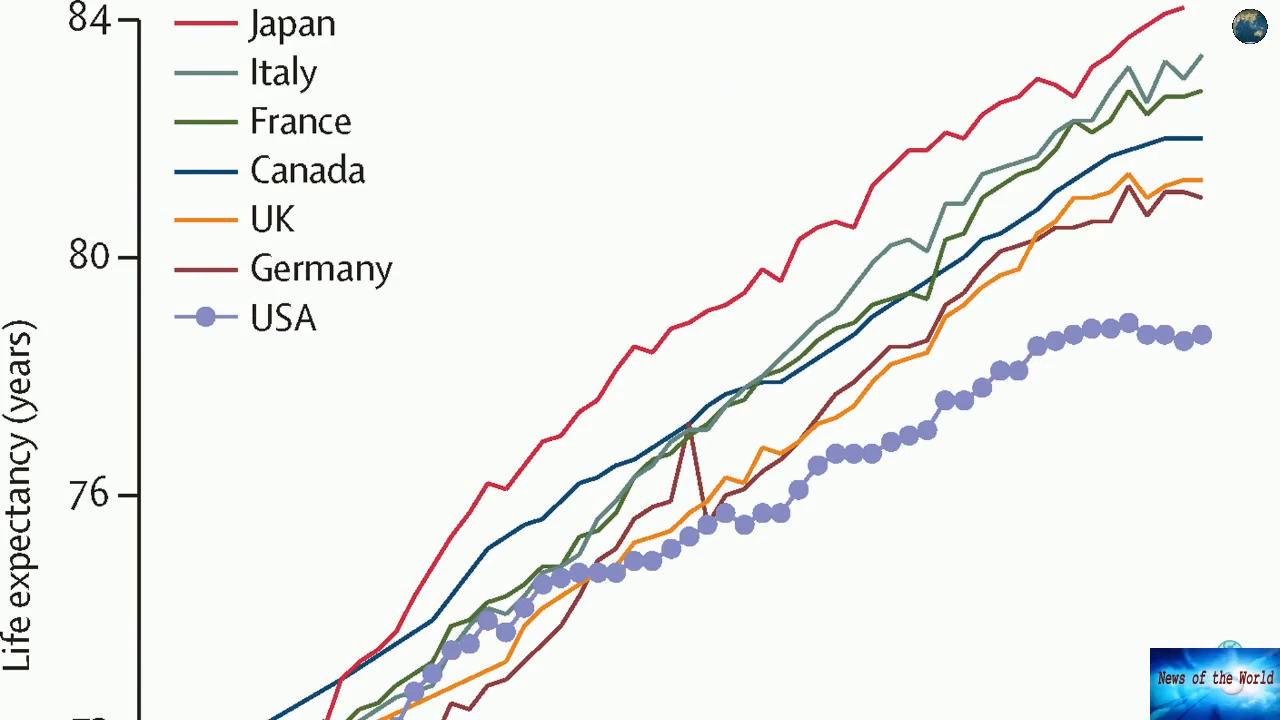 84
Japan
Italy
France
Canada
80
UK
Germany
USA
Life expectancy (years)
76
News of the World